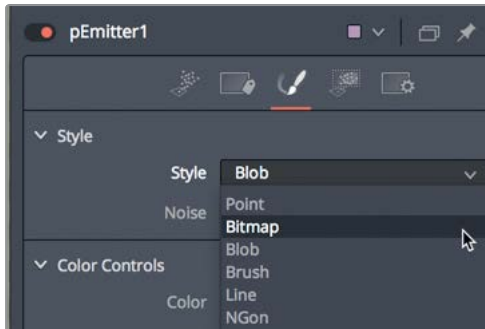 pEmitter1
Style
Style Blob
Noise Point
Bitmap
Blob
Color Controls Brush
Color Line
NGon